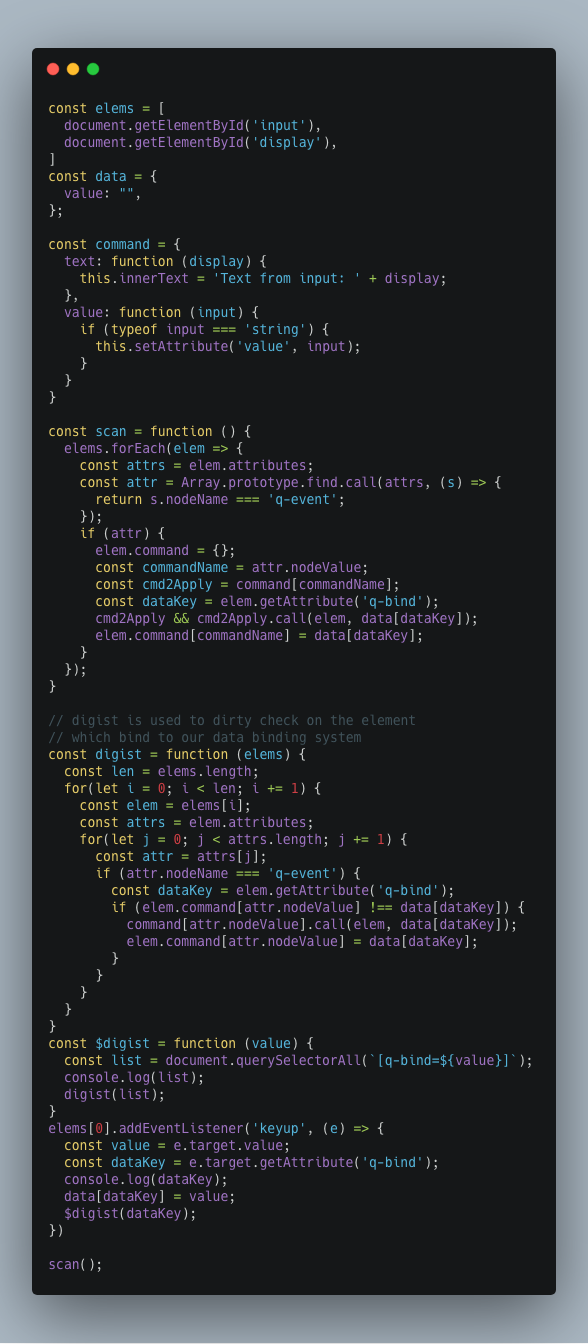 const elems = [
  document.getElementById('input'),
  document.getElementById('display'),
]
const data = {
  value: "",
};

const command = {
  text: function (display) {
    this.innerText = 'Text from input: ' + display;
  },
  value: function (input) {
    if (typeof input === 'string') {
      this.setAttribute('value', input);
    }
  }
}

const scan = function () {
  elems.forEach(elem => {
    const attrs = elem.attributes;
    const attr = Array.prototype.find.call(attrs, (s) => {
      return s.nodeName === 'q-event';
    });
    if (attr) {
      elem.command = {};
      const commandName = attr.nodeValue;
      const cmd2Apply = command[commandName];
      const dataKey = elem.getAttribute('q-bind');
      cmd2Apply && cmd2Apply.call(elem, data[dataKey]);
      elem.command[commandName] = data[dataKey];
    }
  });
}

// digist is used to dirty check on the element
// which bind to our data binding system
const digist = function (elems) {
  const len = elems.length;
  for(let i = 0; i < len; i += 1) {
    const elem = elems[i];
    const attrs = elem.attributes;
    for(let j = 0; j < attrs.length; j += 1) {
      const attr = attrs[j];
      if (attr.nodeName === 'q-event') {
        const dataKey = elem.getAttribute('q-bind');
        if (elem.command[attr.nodeValue] !== data[dataKey]) {
          command[attr.nodeValue].call(elem, data[dataKey]);
          elem.command[attr.nodeValue] = data[dataKey];
        }
      }
    }
  }
}
const $digist = function (value) {
  const list = document.querySelectorAll(`[q-bind=${value}]`);
  console.log(list);
  digist(list);
}
elems[0].addEventListener('keyup', (e) => {
  const value = e.target.value;
  const dataKey = e.target.getAttribute('q-bind');
  console.log(dataKey);
  data[dataKey] = value;
  $digist(dataKey);
})

scan();